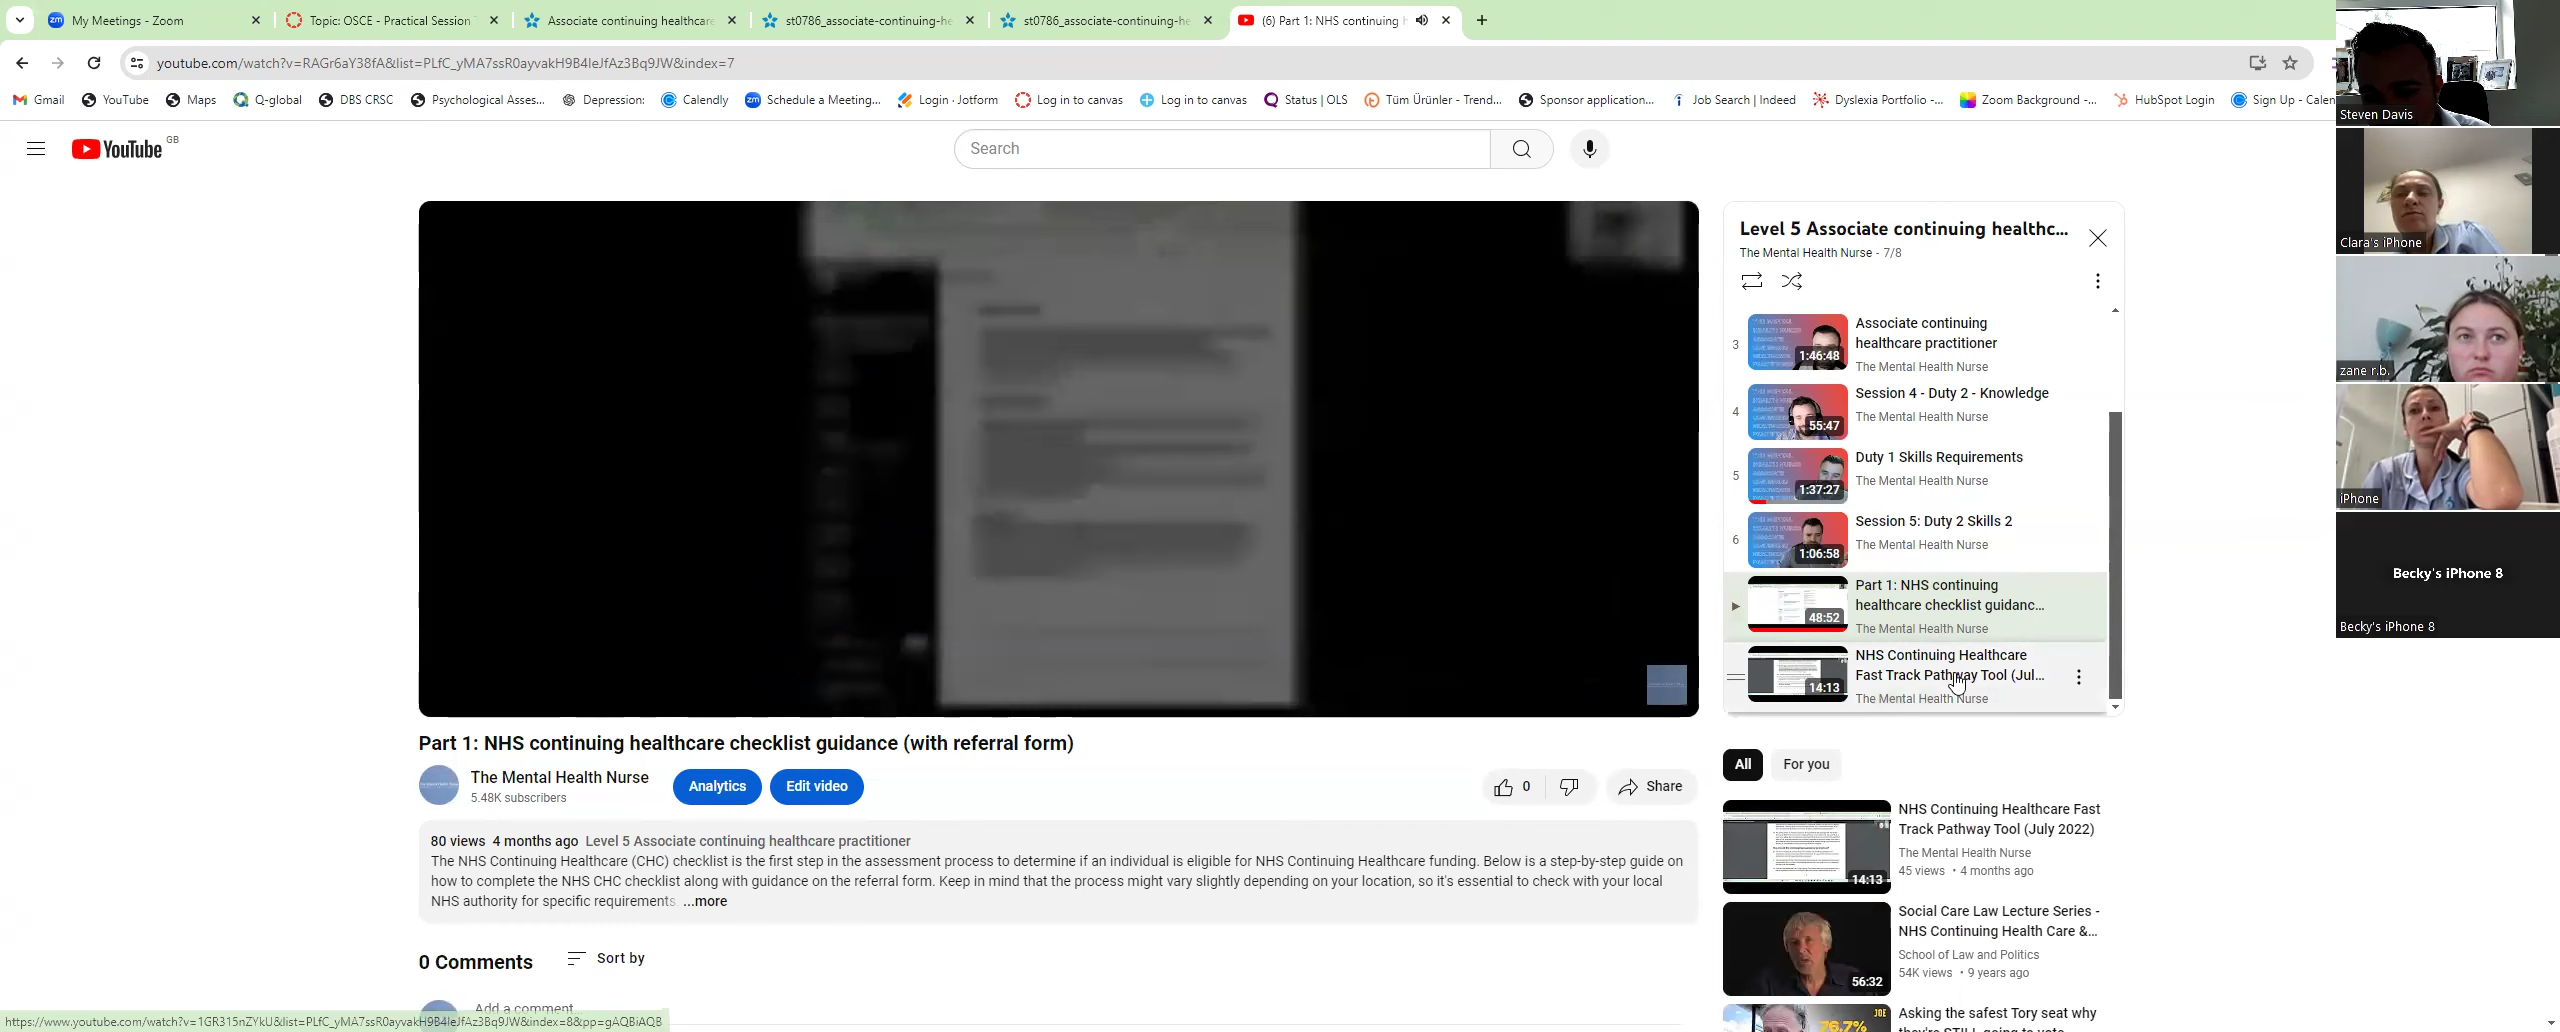 My Meetings - Zoom
Topic: OSCE - Practical Session
Associate continuing healthcare
st0786_associate-continuing-he
st0786_associate-continuing-he
(6) Part 1: NHS continuing h
youtube.com/watch?v=RAGr6aY38fA&list=PLfC_yMA7ssR0ayvakH9B4leJfAz3Bq9JW&index=7
Gmail
YouTube
Maps
Q-global
DBS CRSC
Psychological Asses...
Depression:
Calendly
Schedule a Meeting...
Login · Jotform
Log in to canvas
Log in to canvas
Status | OLS
Tüm Ürünler - Trend...
Sponsor application...
Job Search | Indeed
Dyslexia Portfolio -...
Zoom Background -...
HubSpot Login
Sign Up - Calen
YouTube GB
Search
Level 5 Associate continuing healthc...
The Mental Health Nurse - 7/8
3
1:46:48
Associate continuing
healthcare practitioner
The Mental Health Nurse
4
55:47
Session 4 - Duty 2 - Knowledge
The Mental Health Nurse
5
1:37:27
Duty 1 Skills Requirements
The Mental Health Nurse
6
1:06:58
Session 5: Duty 2 Skills 2
The Mental Health Nurse
48:52
Part 1: NHS continuing
healthcare checklist guidanc...
The Mental Health Nurse
14:13
NHS Continuing Healthcare
Fast Track Pathway Tool (Jul...
The Mental Health Nurse
Part 1: NHS continuing healthcare checklist guidance (with referral form)
The Mental Health Nurse
5.48K subscribers
Analytics
Edit video
0
Share
80 views 4 months ago Level 5 Associate continuing healthcare practitioner
The NHS Continuing Healthcare (CHC) checklist is the first step in the assessment process to determine if an individual is eligible for NHS Continuing Healthcare funding. Below is a step-by-step guide on
how to complete the NHS CHC checklist along with guidance on the referral form. Keep in mind that the process might vary slightly depending on your location, so it's essential to check with your local
NHS authority for specific requirements. ...more
0 Comments
Sort by
Add a comment...
All
For you
14:13
NHS Continuing Healthcare Fast
Track Pathway Tool (July 2022)
The Mental Health Nurse
45 views • 4 months ago
56:32
Social Care Law Lecture Series -
NHS Continuing Health Care &...
School of Law and Politics
54K views • 9 years ago
JOE
76.7%
Asking the safest Tory seat why
they're STILL going to vote
https://www.youtube.com/watch?v=1GR315nZYkU&list=PLfC_yMA7ssR0ayvakH9B4leJfAz3Bq9JW&index=8&pp=gAQBiAQB
Steven Davis
Clara's iPhone
zane r.b.
iPhone
Becky's iPhone 8
Becky's iPhone 8